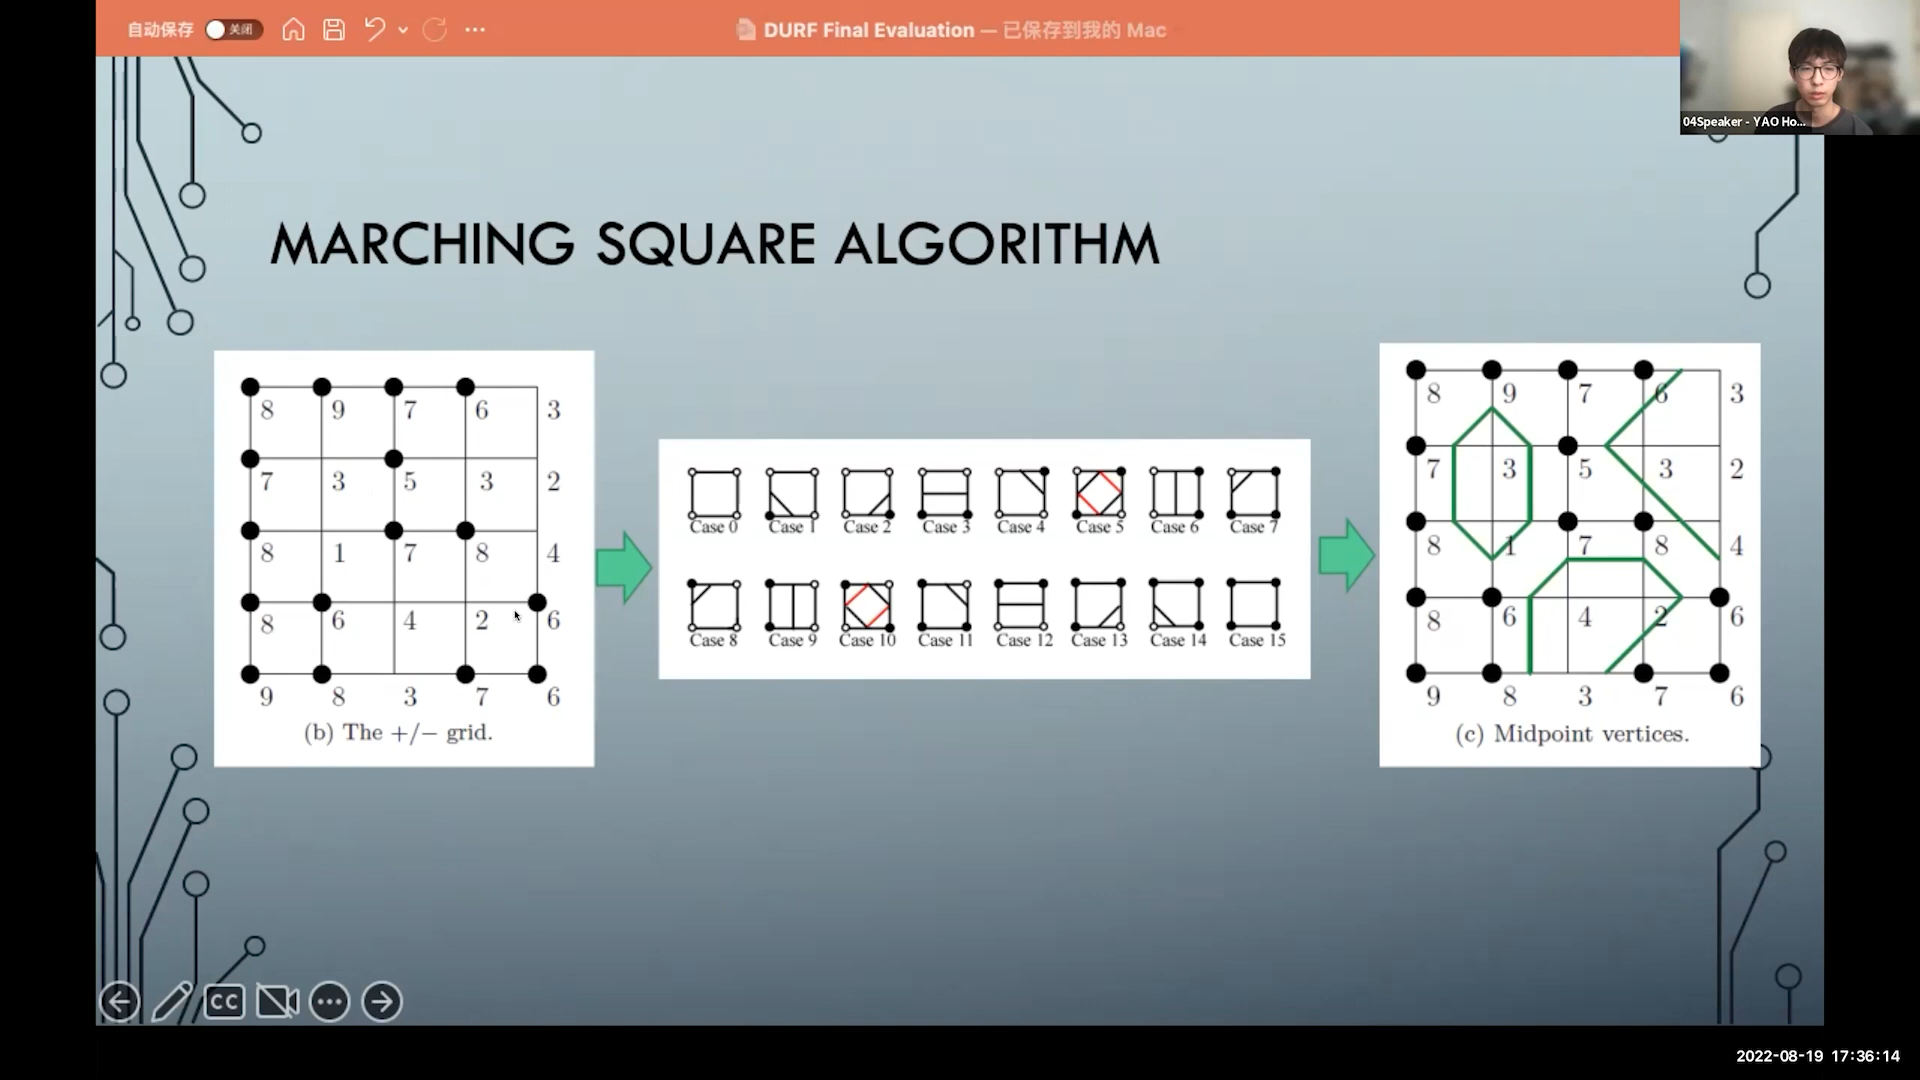 自动保存 关闭
DURF Final Evaluation — 已保存到我的 Mac
04Speaker - YAO Ho...
MARCHING SQUARE ALGORITHM
8 9 7 6 3
7 3 5 3 2
8 1 7 8 4
8 6 4 2 6
9 8 3 7 6
(b) The +/− grid.
Case 0 Case 1 Case 2 Case 3 Case 4 Case 5 Case 6 Case 7
Case 8 Case 9 Case 10 Case 11 Case 12 Case 13 Case 14 Case 15
8 9 7 6 3
7 3 5 3 2
8 1 7 8 4
8 6 4 2 6
9 8 3 7 6
(c) Midpoint vertices.
CC
2022-08-19 17:36:14